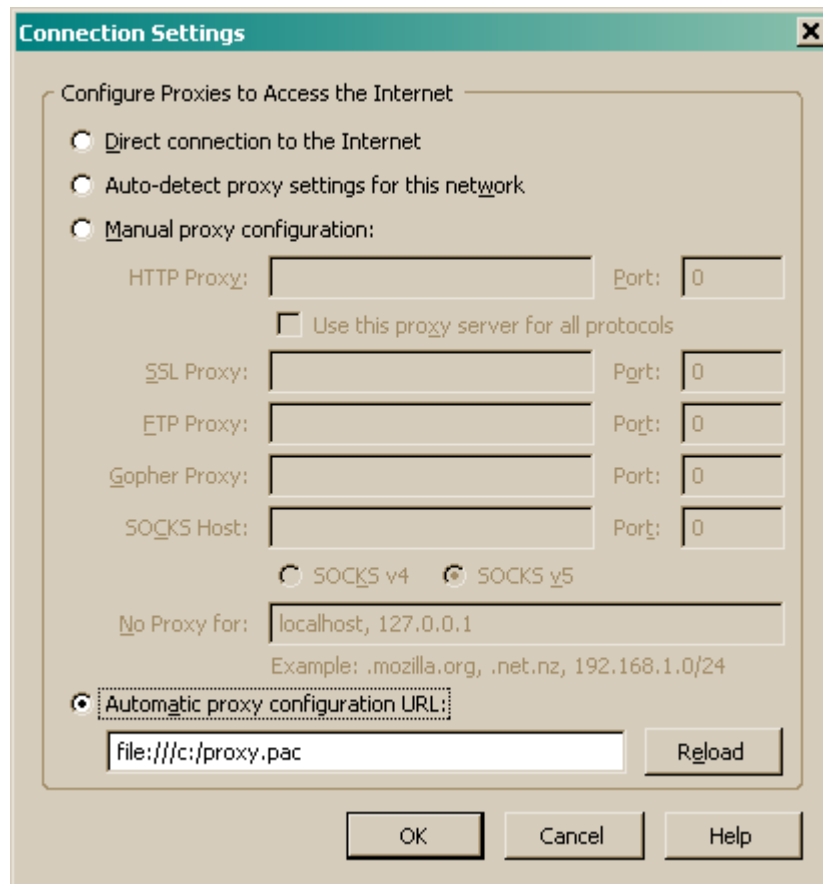 Connection Settings
Configure Proxies to Access the Internet
Direct connection to the Internet
Auto-detect proxy settings for this network
Manual proxy configuration:
HTTP Proxy: Port: 0
Use this proxy server for all protocols
SSL Proxy: Port: 0
FTP Proxy: Port: 0
Gopher Proxy: Port: 0
SOCKS Host: Port: 0
SOCKS v4 SOCKS v5
No Proxy for: localhost, 127.0.0.1
Example: .mozilla.org, .net.nz, 192.168.1.0/24
Automatic proxy configuration URL:
file:///c:/proxy.pac Reload
OK Cancel Help